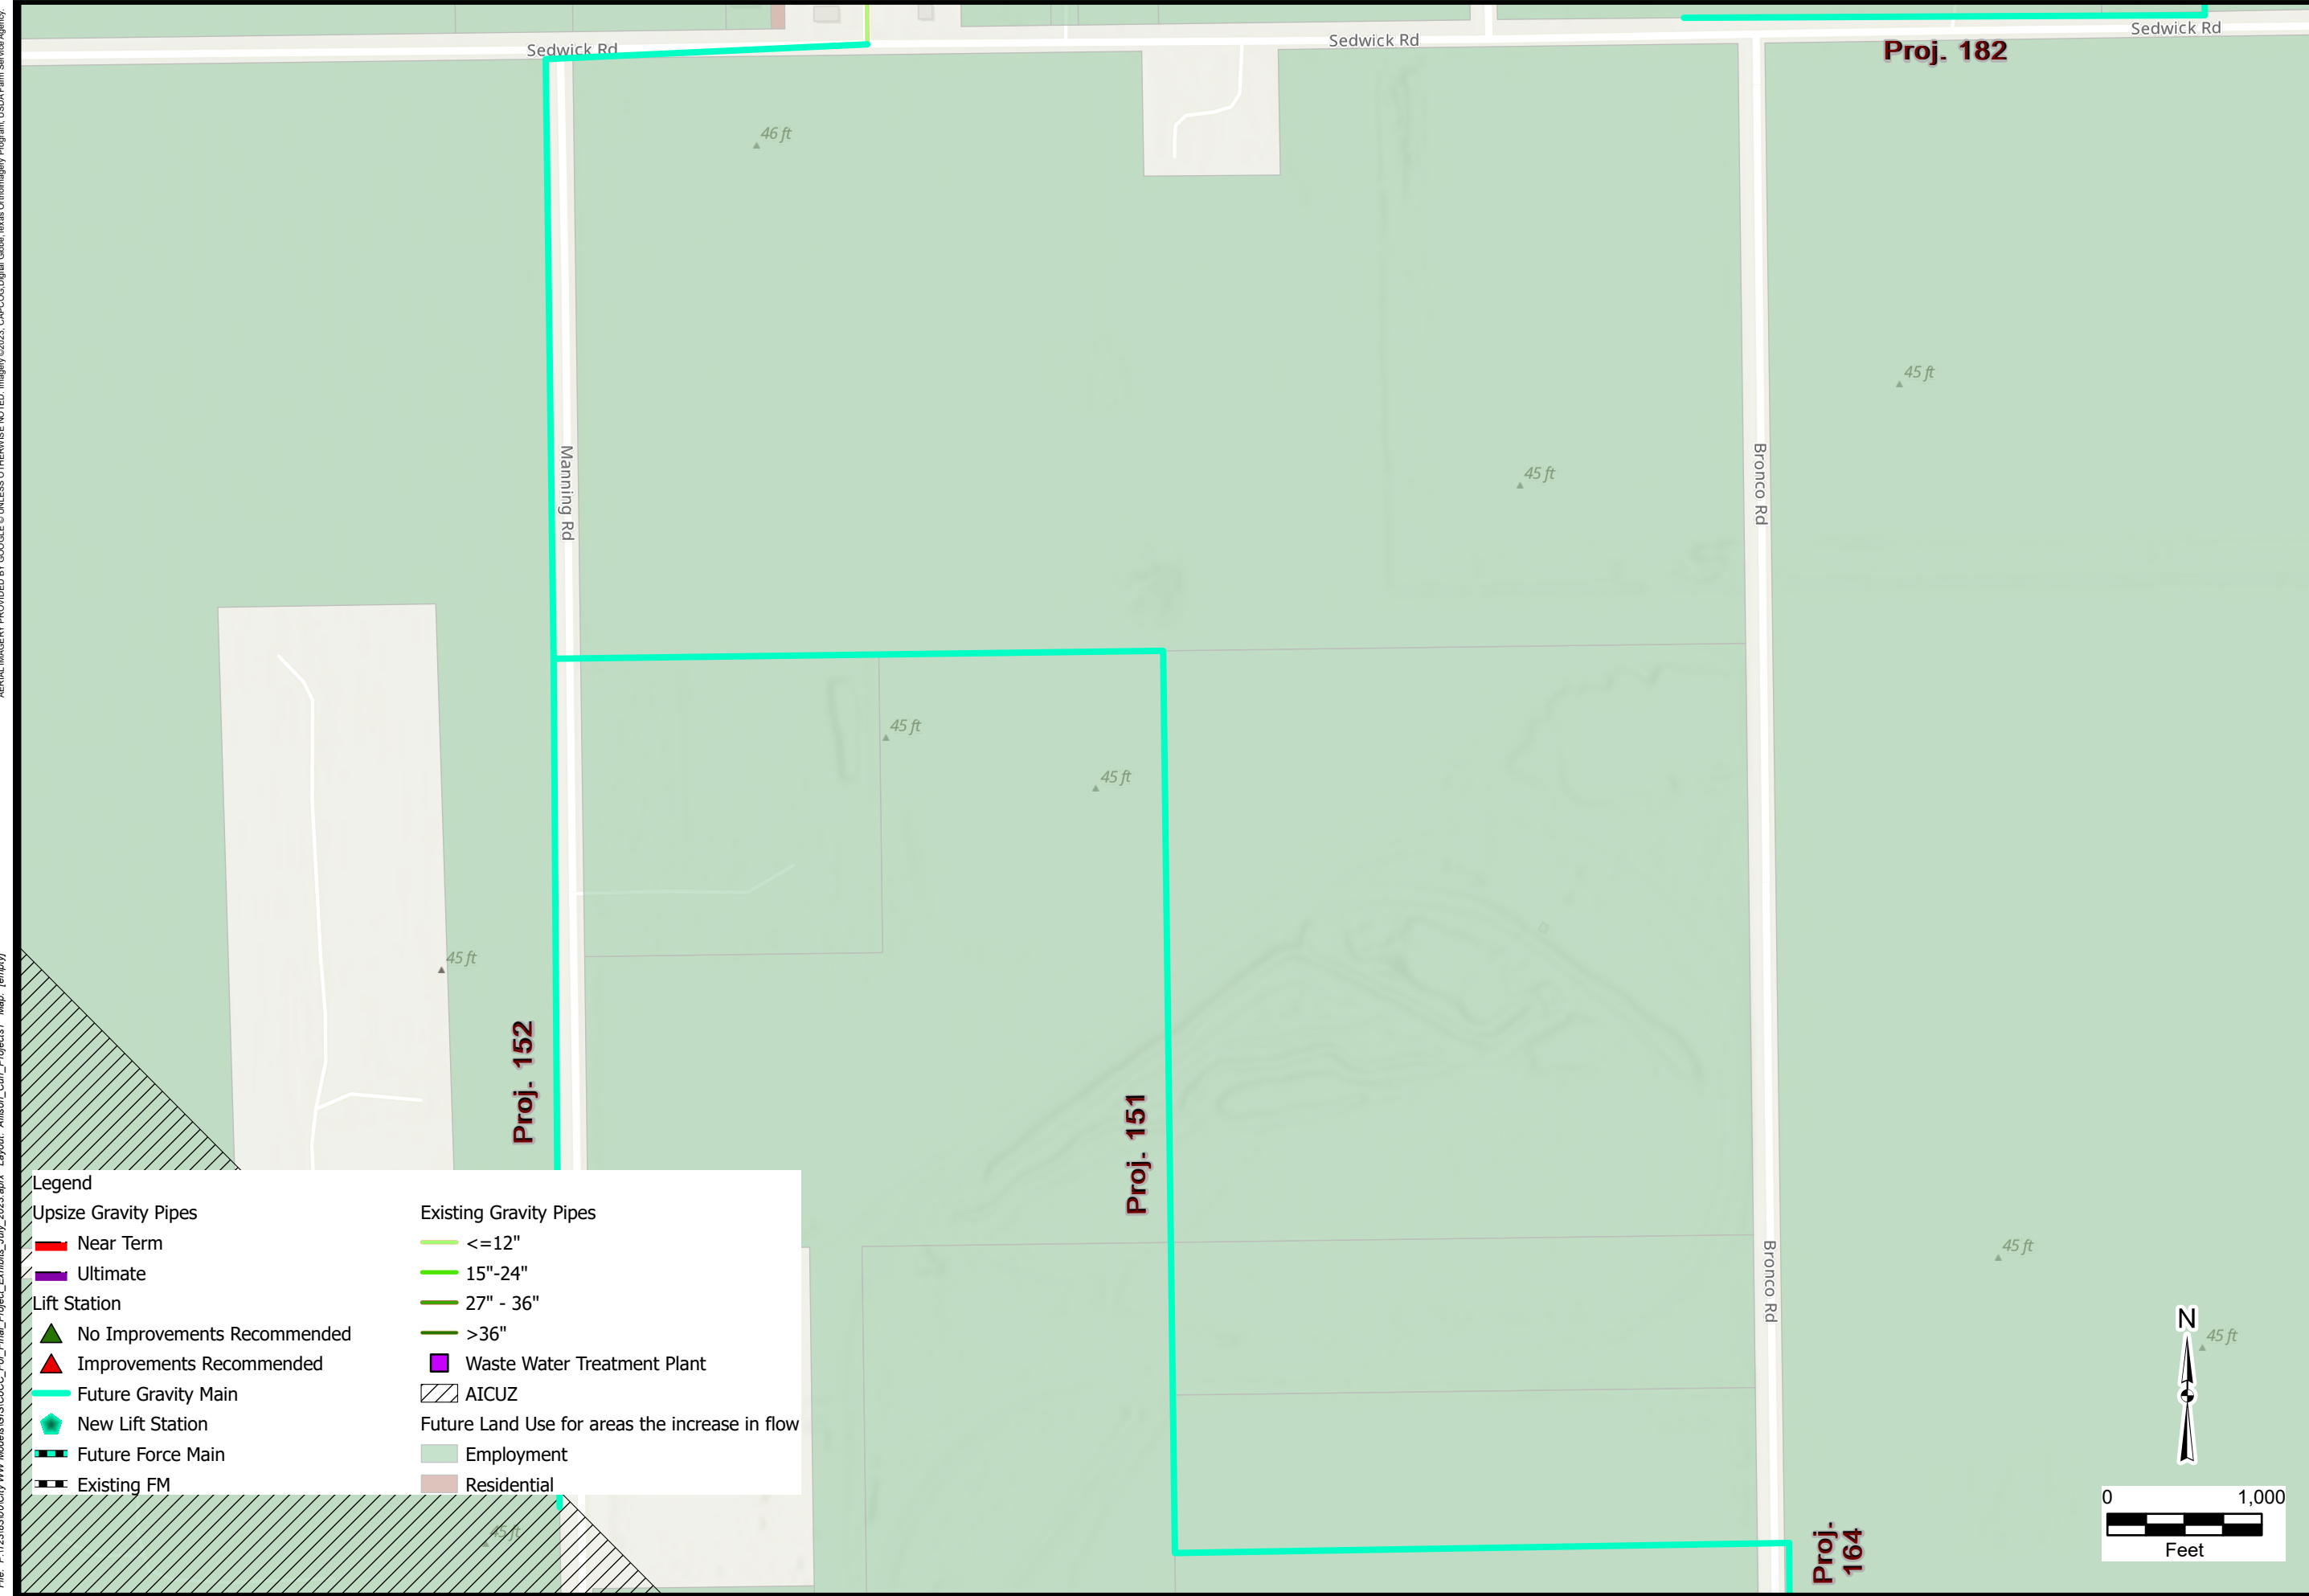 Sedwick Rd
Sedwick Rd
Sedwick Rd
Proj. 182
46 ft
45 ft
45 ft
Manning Rd
Bronco Rd
45 ft
45 ft
45 ft
Proj. 152
Proj. 151
Bronco Rd
45 ft
45 ft
45 ft
Proj.
164
Legend
Upsize Gravity Pipes
Near Term
Ultimate
Lift Station
No Improvements Recommended
Improvements Recommended
Future Gravity Main
New Lift Station
Future Force Main
Existing FM
Existing Gravity Pipes
<=12"
15"-24"
27" - 36"
>36"
Waste Water Treatment Plant
AICUZ
Future Land Use for areas the increase in flow
Employment
Residential
N
0 1,000
Feet